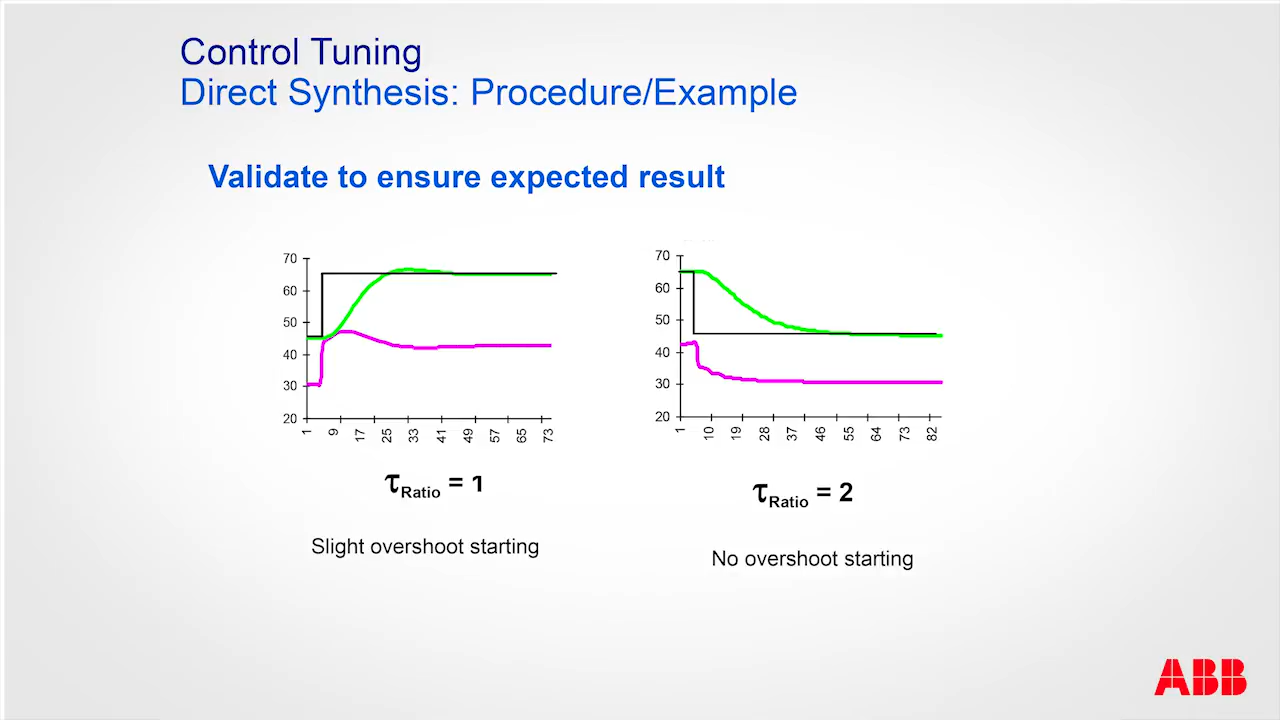 Control Tuning
Direct Synthesis: Procedure/Example
Validate to ensure expected result
70
60
50
40
30
20
1 9 17 25 33 41 49 57 65 73
τRatio = 1
Slight overshoot starting
70
60
50
40
30
20
1 10 19 28 37 46 55 64 73 82
τRatio = 2
No overshoot starting
ABB